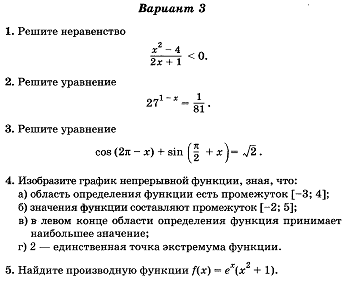 Вариант 3
1. Решите неравенство
x² − 4 / 2x + 1 < 0.
2. Решите уравнение
27¹⁻ˣ = 1/81.
3. Решите уравнение
cos (2π − x) + sin (π/2 + x) = √2.
4. Изобразите график непрерывной функции, зная, что:
а) область определения функции есть промежуток [−3; 4];
б) значения функции составляют промежуток [−2; 5];
в) в левом конце области определения функция принимает
наибольшее значение;
г) 2 — единственная точка экстремума функции.
5. Найдите производную функции f(x) = eˣ(x² + 1).